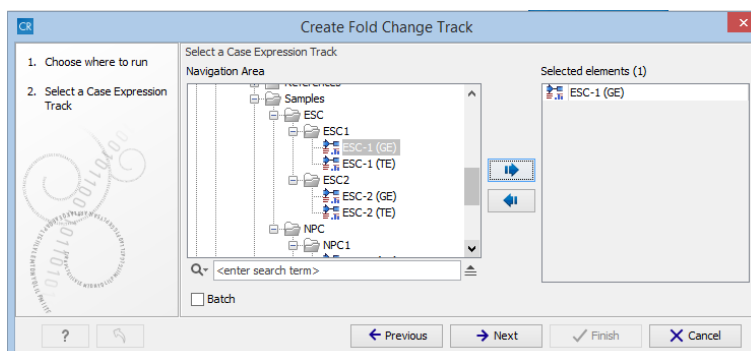 CR
Create Fold Change Track
1. Choose where to run
2. Select a Case Expression
Track
Select a Case Expression Track
Navigation Area
References
Samples
ESC
ESC1
ESC-1 (GE)
ESC-1 (TE)
ESC2
ESC-2 (GE)
ESC-2 (TE)
NPC
NPC1
<enter search term>
Batch
Selected elements (1)
ESC-1 (GE)
?
Previous
Next
Finish
Cancel